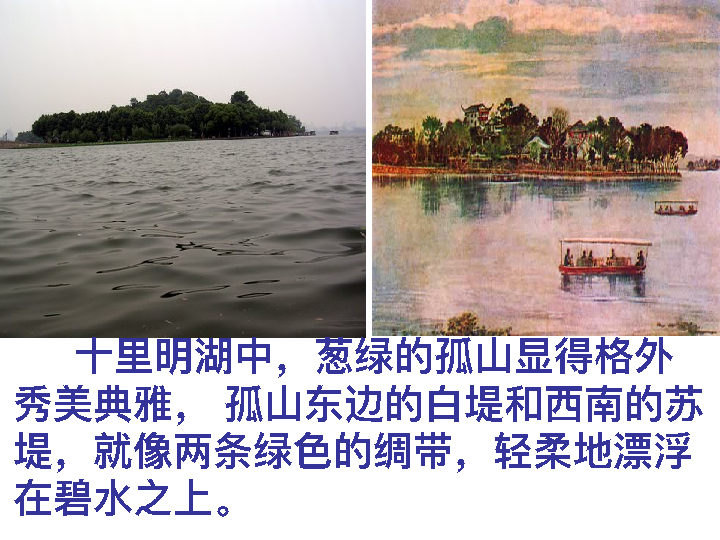 十里明湖中，葱绿的孤山显得格外
秀美典雅， 孤山东边的白堤和西南的苏
堤，就像两条绿色的绸带，轻柔地漂浮
在碧水之上。